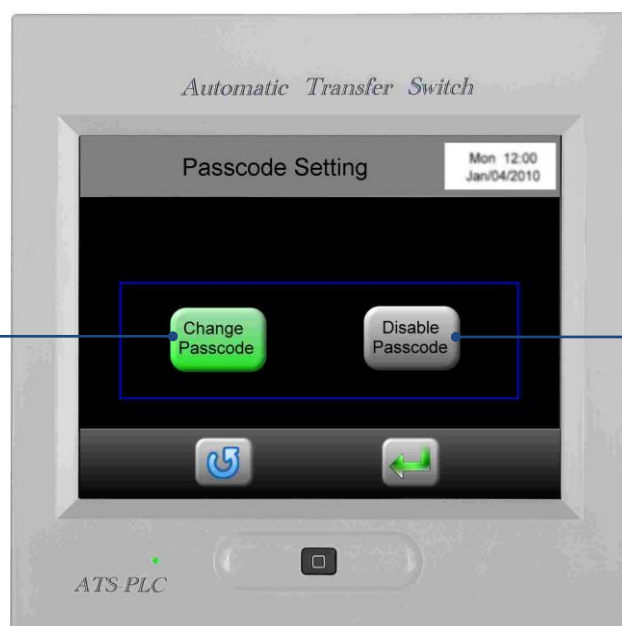 Automatic Transfer Switch
Passcode Setting
Mon 12:00
Jan/04/2010
Change
Passcode
Disable
Passcode
ATS-PLC